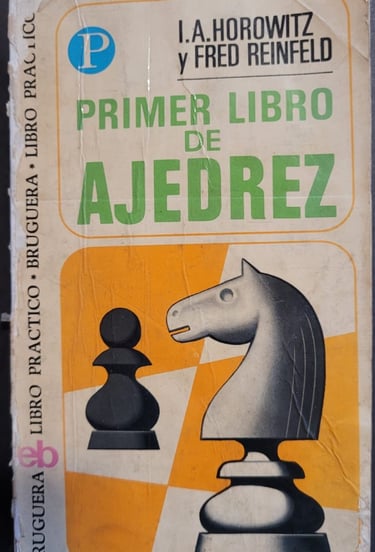 P
I.A.HOROWITZ
y FRED REINFELD
PRIMER LIBRO
DE
AJEDREZ
BRUGUERA • LIBRO PRACTICO • BRUGUERA • LIBRO PRACTICO
eb